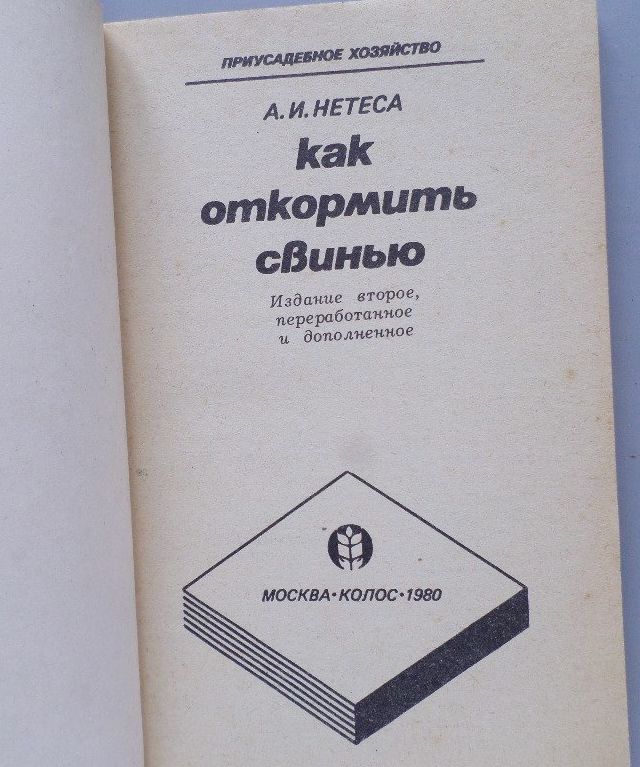 ПРИУСАДЕБНОЕ ХОЗЯЙСТВО
А. И. НЕТЕСА
как
откормить
свинью
Издание второе,
переработанное
и дополненное
МОСКВА·КОЛОС·1980